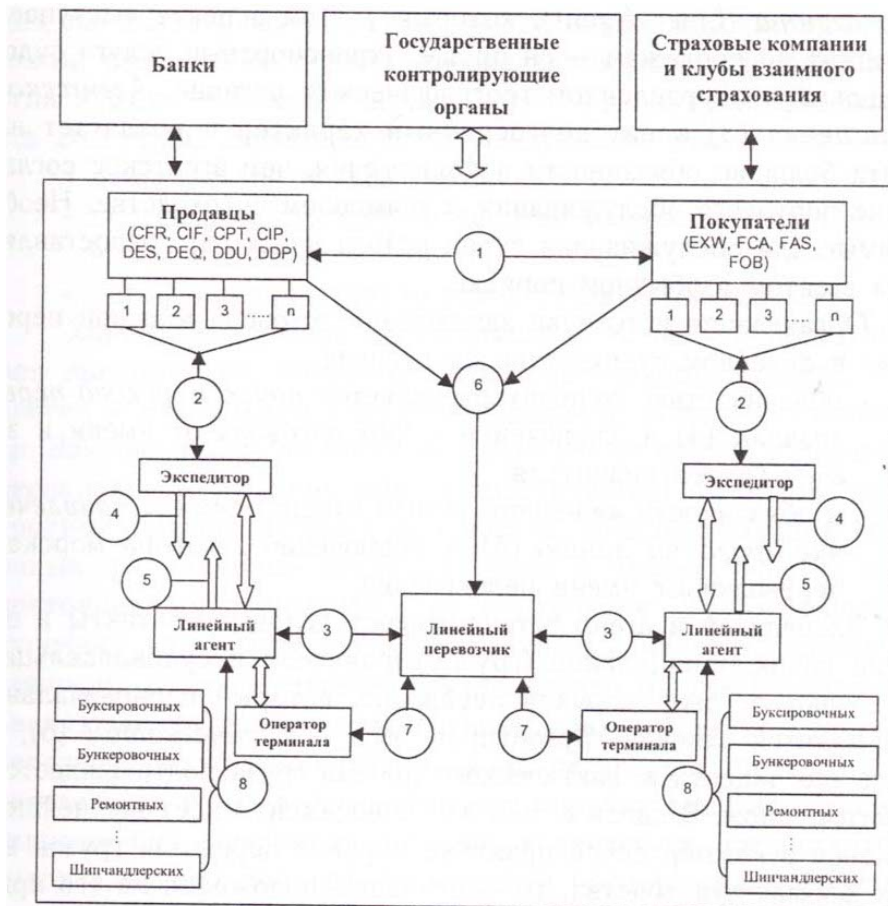 Банки
Государственные
контролирующие
органы
Страховые компании
и клубы взаимного
страхования
Продавцы
(CFR, CIF, CPT, CIP,
DES, DEQ, DDU, DDP)
1
Покупатели
(EXW, FCA, FAS,
FOB)
1 2 3 ..... n
1 2 3 ..... n
2
6
2
Экспедитор
Экспедитор
4
4
5
5
Линейный
агент
3
Линейный
перевозчик
3
Линейный
агент
Оператор
терминала
7
7
Оператор
терминала
8
8
Буксировочных
Бункеровочных
Ремонтных
Шипчандлерских
Буксировочных
Бункеровочных
Ремонтных
Шипчандлерских